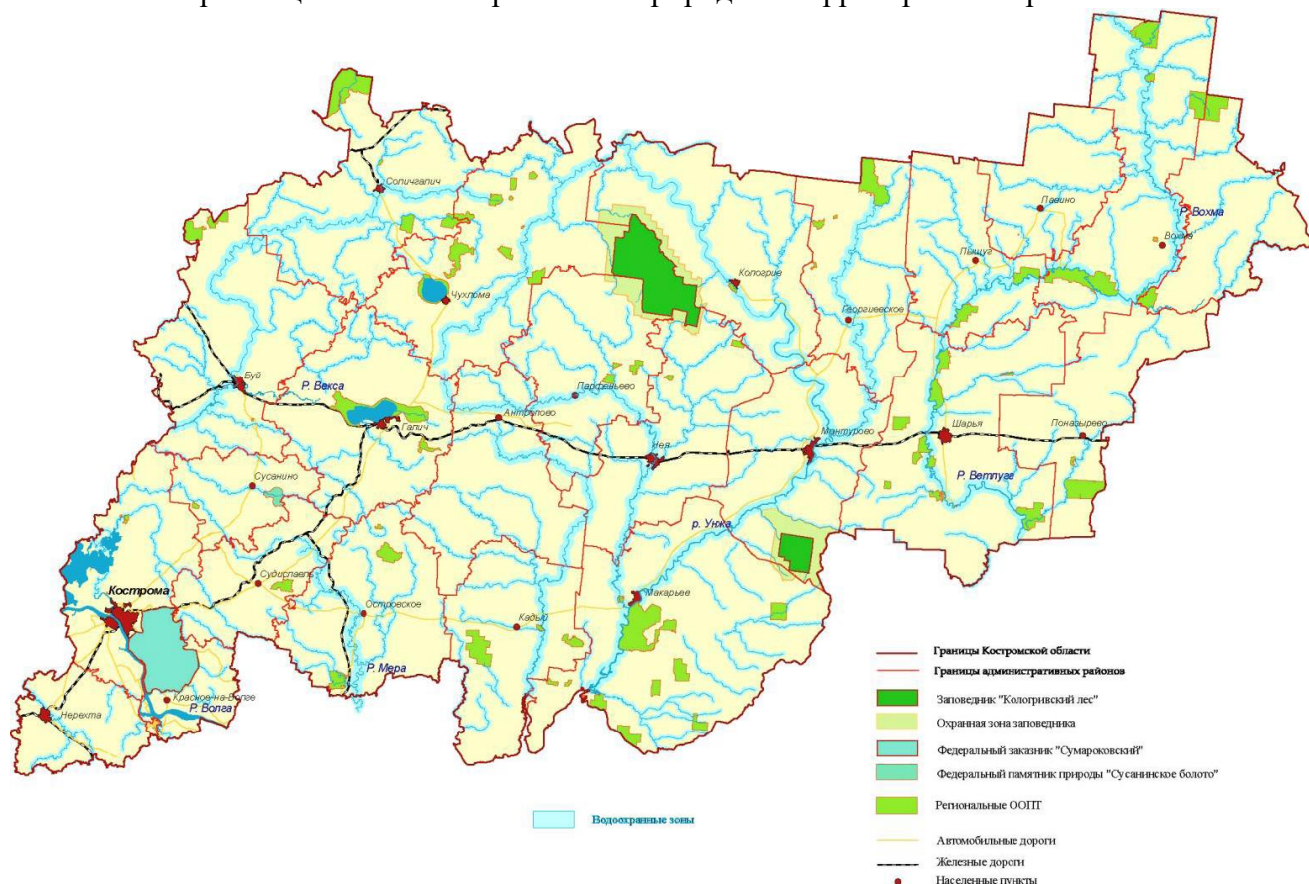 Солигалич
Кологрив
Павино
Р. Вохма
Вохма
Пыщуг
Чухлома
Георгиевское
Буй
Р. Векса
Парфеньево
Антропово
Галич
Нея
Мантурово
Шарья
Поназырево
Сусанино
Р. Ветлуга
р. Унжа
Судиславль
Кострома
Островское
Макарьев
Кадый
Р. Мера
Красное-на-Волге
Р. Волга
Нерехта
Границы Костромской области
Границы административных районов
Заповедник "Кологривский лес"
Охранная зона заповедника
Федеральный заказник "Сумароковский"
Федеральный памятник природы "Сусанинское болото"
Региональные ООПТ
Водоохранные зоны
Автомобильные дороги
Железные дороги
Населенные пункты